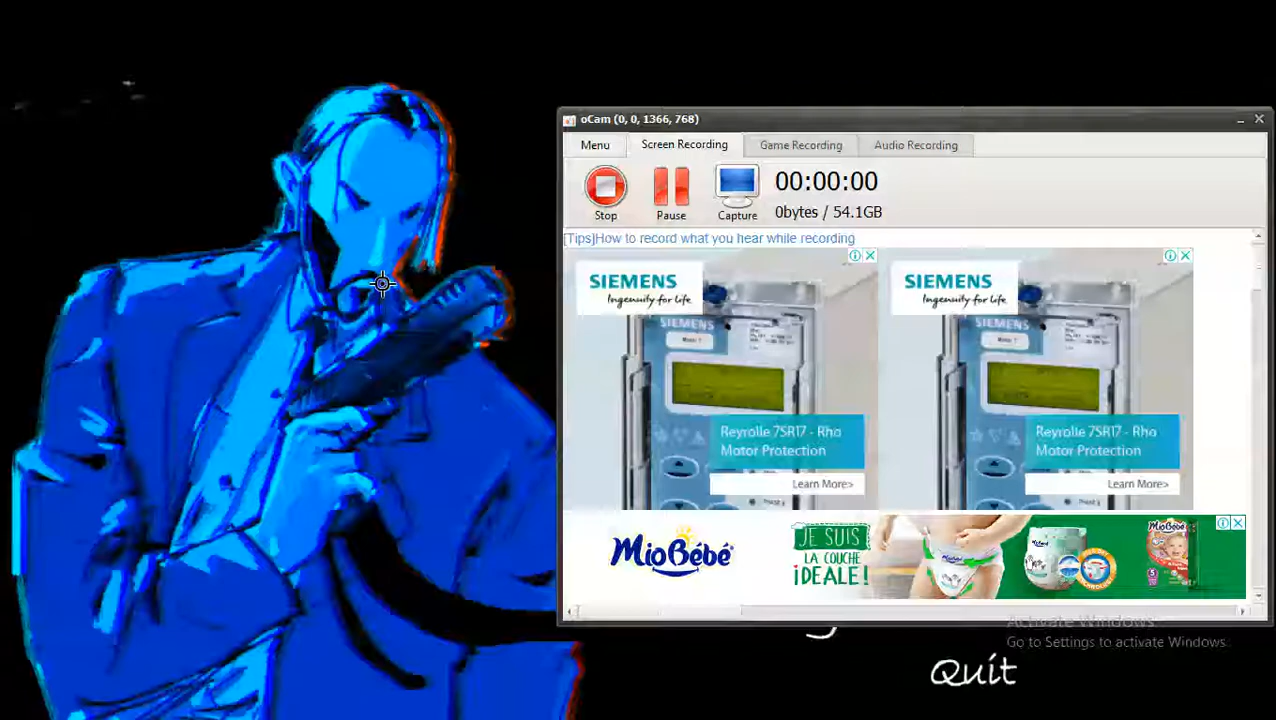 oCam (0, 0, 1366, 768)
Menu
Screen Recording
Game Recording
Audio Recording
Stop
Pause
Capture
00:00:00
0bytes / 54.1GB
[Tips]How to record what you hear while recording
SIEMENS
Ingenuity for life
SIEMENS
Reyrolle 7SR17 - Rho
Motor Protection
Learn More>
SIEMENS
Ingenuity for life
SIEMENS
Reyrolle 7SR17 - Rho
Motor Protection
Learn More>
MioBébé
JE SUIS
LA COUCHE
iDEALE!
MioBébé
5
Activate Windows
Go to Settings to activate Windows.
Quit